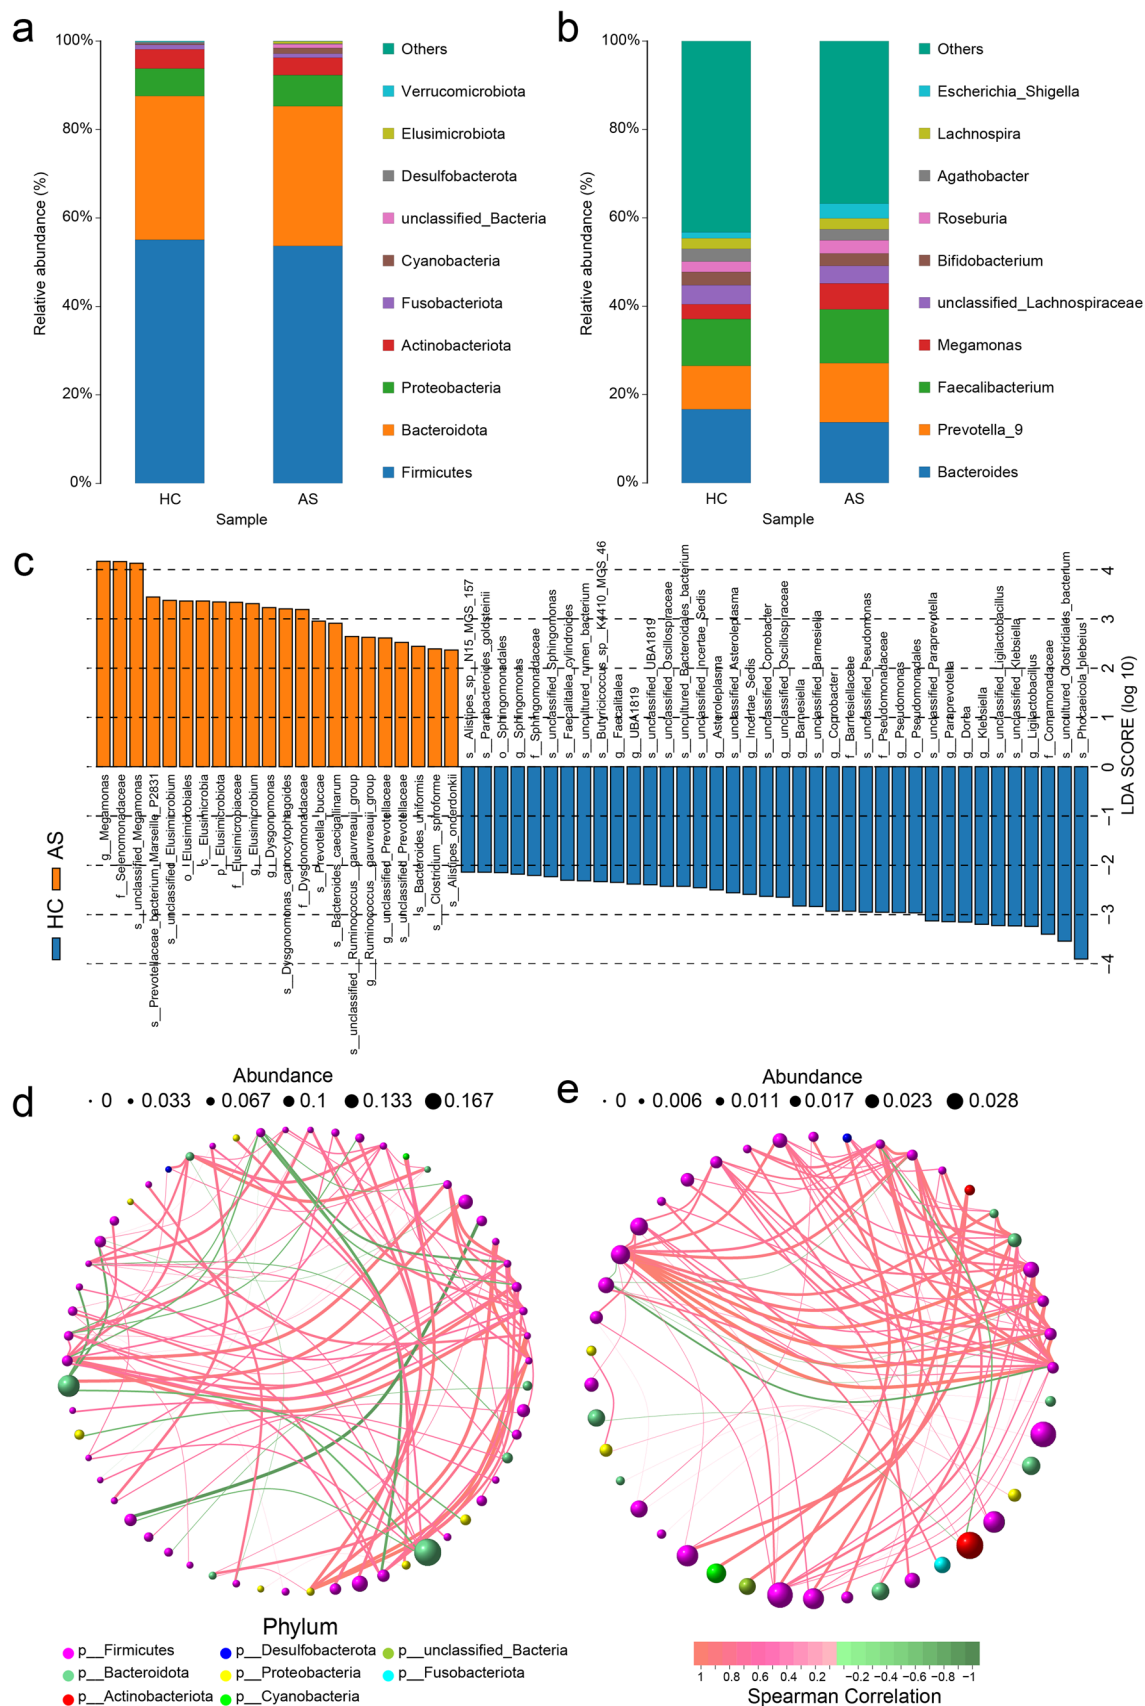 a
100%
80%
60%
40%
20%
0%
Relative abundance (%)
HC
AS
Sample
Others
Verrucomicrobiota
Elusimicrobiota
Desulfobacterota
unclassified_Bacteria
Cyanobacteria
Fusobacteriota
Actinobacteriota
Proteobacteria
Bacteroidota
Firmicutes
b
100%
80%
60%
40%
20%
0%
Relative abundance (%)
HC
AS
Sample
Others
Escherichia_Shigella
Lachnospira
Agathobacter
Roseburia
Bifidobacterium
unclassified_Lachnospiraceae
Megamonas
Faecalibacterium
Prevotella_9
Bacteroides
c
HC
AS
g__Megamonas
f__Selenomonadaceae
s__unclassified_Megamonas
s__Prevotellaceae_bacterium_Marseille_P2831
s__unclassified_Elusimicrobium
o__Elusimicrobiales
c__Elusimicrobia
p__Elusimicrobiota
f__Elusimicrobiaceae
g__Elusimicrobium
g__Dysgonomonas
s__Dysgonomonas_capnocytophagoides
f__Dysgonomonadaceae
s__Prevotella_buccae
s__Bacteroides_caecigallinarum
s__unclassified__Ruminococcus__gauvreauii_group
g__Ruminococcus__gauvreauii_group
g__unclassified_Prevotellaceae
s__unclassified_Prevotellaceae
s__Bacteroides_uniformis
s__Clostridium__spiroforme
s__Alistipes_onderdonkii
s__Alistipes_sp_N15_MGS_157
s__Parabacteroides_goldsteinii
o__Sphingomonadales
g__Sphingomonas
f__Sphingomonadaceae
s__unclassified_Sphingomonas
s__Faecalitalea_cylindroides
s__uncultured_rumen_bacterium
s__Butyricicoccus_sp__K4410_MGS_46
g__Faecalitalea
g__UBA1819
s__unclassified_UBA1819
s__unclassified_Oscillospiraceae
s__uncultured_Bacteroidales_bacterium
s__unclassified_Incertae_Sedis
g__Asteroleplasma
s__unclassified_Asteroleplasma
g__Incertae_Sedis
s__unclassified_Coprobacter
g__unclassified_Oscillospiraceae
g__Barnesiella
s__unclassified_Barnesiella
g__Coprobacter
f__Barnesiellaceae
s__unclassified_Pseudomonas
f__Pseudomonadaceae
g__Pseudomonas
o__Pseudomonadales
s__unclassified_Paraprevotella
g__Paraprevotella
g__Dorea
g__Klebsiella
s__unclassified_Ligilactobacillus
s__unclassified_Klebsiella
g__Ligilactobacillus
f__Comamonadaceae
s__uncultured_Clostridiales_bacterium
s__Phocaeicola_plebeius
4
3
2
1
0
−1
−2
−3
−4
LDA SCORE (log 10)
d
Abundance
0 0.033 0.067 0.1 0.133 0.167
e
Abundance
0 0.006 0.011 0.017 0.023 0.028
Phylum
p__Firmicutes
p__Bacteroidota
p__Actinobacteriota
p__Desulfobacterota
p__Proteobacteria
p__Cyanobacteria
p__unclassified_Bacteria
p__Fusobacteriota
1 0.8 0.6 0.4 0.2 −0.2 −0.4 −0.6 −0.8 −1
Spearman Correlation